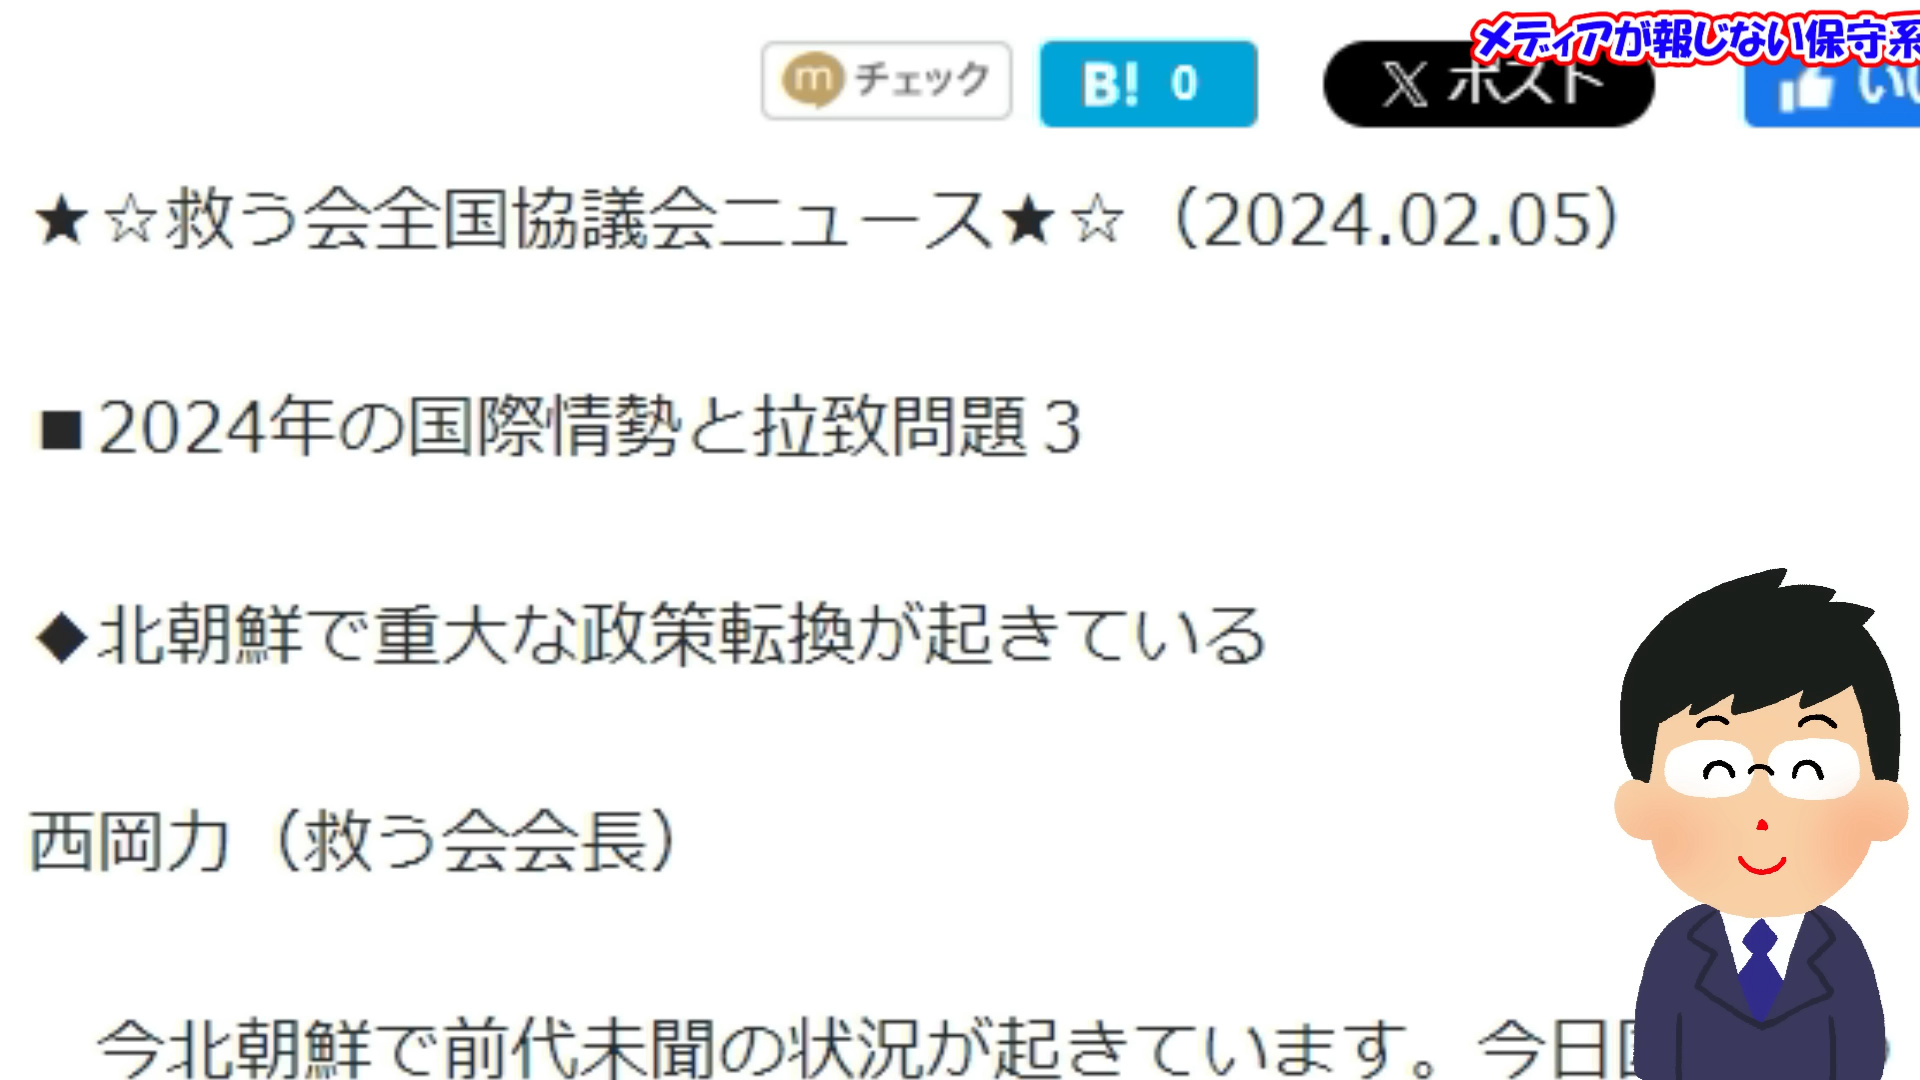 メディアが報じない保守系
チェック
B! 0
X ポスト
★☆救う会全国協議会ニュース★☆（2024.02.05）
■2024年の国際情勢と拉致問題３
◆北朝鮮で重大な政策転換が起きている
西岡力（救う会会長）
今北朝鮮で前代未聞の状況が起きています。今日